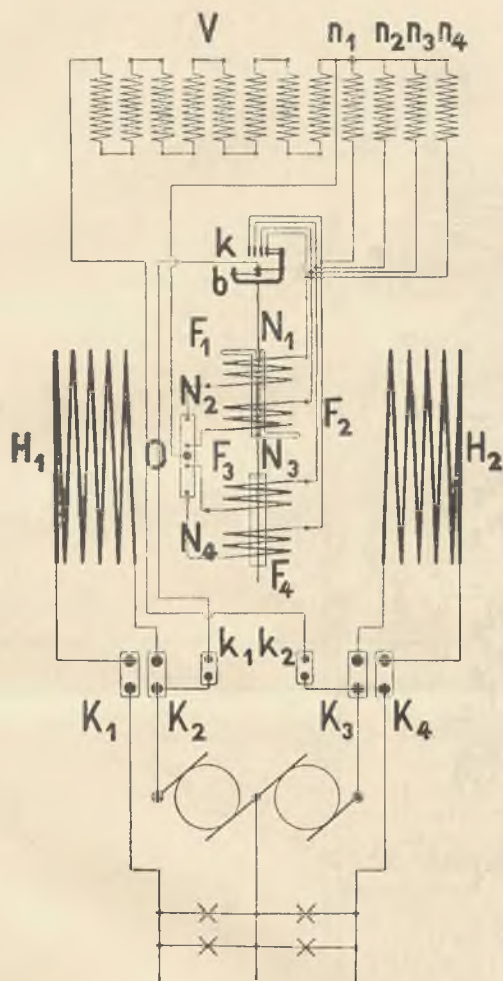 V n₁ n₂ n₃ n₄
k
b
F₁ N₁
N₂ F₂
H₁ D F₃ N₃ H₂
N₄
F₄
k₁ k₂
K₁ K₂ K₃ K₄